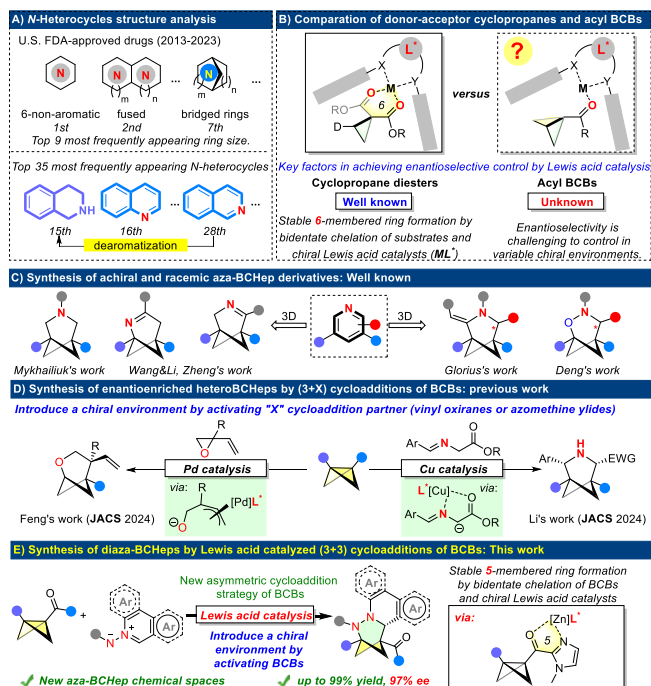 A) N-Heterocycles structure analysis
U.S. FDA-approved drugs (2013-2023)
N
N N
N
m n
...
m n
...
6-non-aromatic
1st
fused
2nd
bridged rings
7th
Top 9 most frequently appearing ring size.
Top 35 most frequently appearing N-heterocycles
NH
N
...
N
...
15th
16th
28th
dearomatization
B) Comparation of donor-acceptor cyclopropanes and acyl BCBs
L*
X
Y
M
O
RO
6
O
D
OR
versus
?
L*
X
Y
M
O
R
Key factors in achieving enantioselective control by Lewis acid catalysis
Cyclopropane diesters
Well known
Stable 6-membered ring formation by
bidentate chelation of substrates and
chiral Lewis acid catalysts (ML*)
Acyl BCBs
Unknown
Enantioselectivity is
challenging to control in
variable chiral environments.
C) Synthesis of achiral and racemic aza-BCHep derivatives: Well known
N
N
N
3D
N
3D
N
*
O
N
*
Mykhailiuk's work
Wang&Li, Zheng's work
Glorius's work
Deng's work
D) Synthesis of enantioenriched heteroBCHeps by (3+X) cycloadditions of BCBs: previous work
Introduce a chiral environment by activating "X" cycloaddition partner (vinyl oxiranes or azomethine ylides)
R
O
Feng's work (JACS 2024)
R
O
Pd catalysis
via:
R
[Pd]L*
O
⊖
Ar
N
O
OR
Cu catalysis
L*[Cu]
via:
O
Ar
N
⊖
OR
H
N
Ar
EWG
Li's work (JACS 2024)
E) Synthesis of diaza-BCHeps by Lewis acid catalyzed (3+3) cycloadditions of BCBs: This work
O
+
Ar
N
+
N
−
Ar
New asymmetric cycloaddition
strategy of BCBs
Lewis acid catalysis
Introduce a chiral
environment by
activating BCBs
Ar
Ar
N
N
O
Stable 5-membered ring formation
by bidentate chelation of BCBs
and chiral Lewis acid catalysts
via:
[Zn]L*
O
5
N
N
✓ New aza-BCHep chemical spaces
✓ up to 99% yield, 97% ee